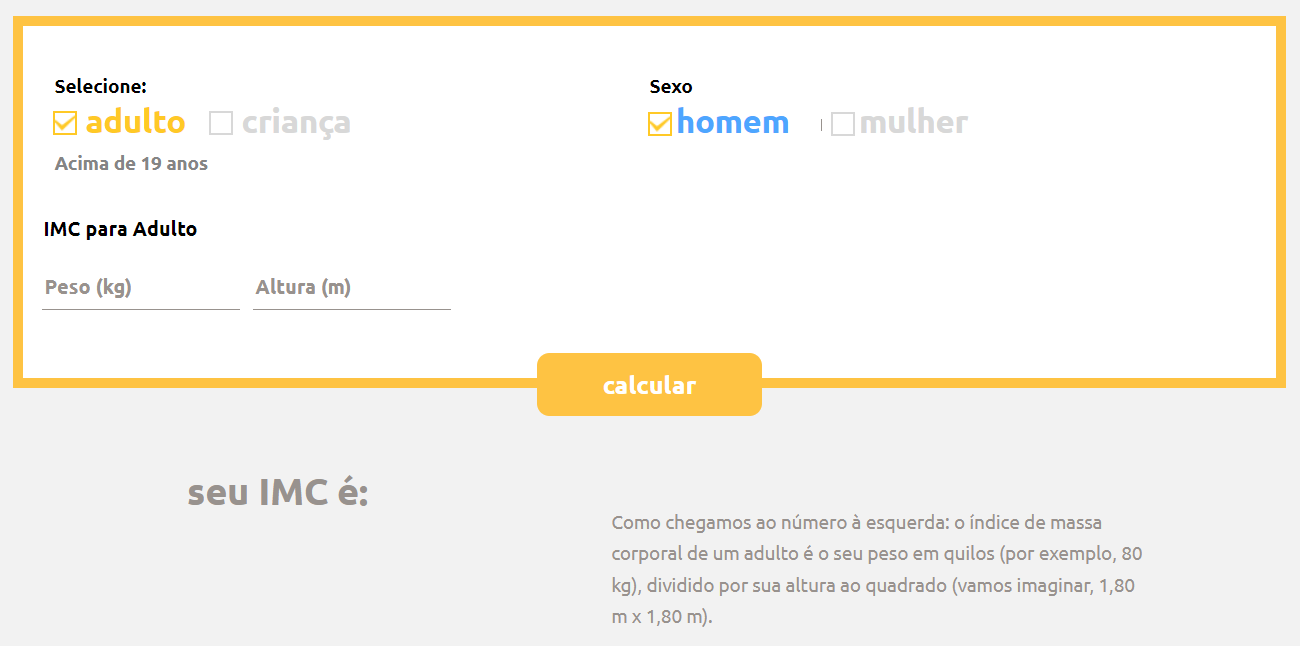 Selecione:
adulto criança
Acima de 19 anos
Sexo
homem mulher
IMC para Adulto
Peso (kg) Altura (m)
calcular
seu IMC é:
Como chegamos ao número à esquerda: o índice de massa
corporal de um adulto é o seu peso em quilos (por exemplo, 80
kg), dividido por sua altura ao quadrado (vamos imaginar, 1,80
m x 1,80 m).